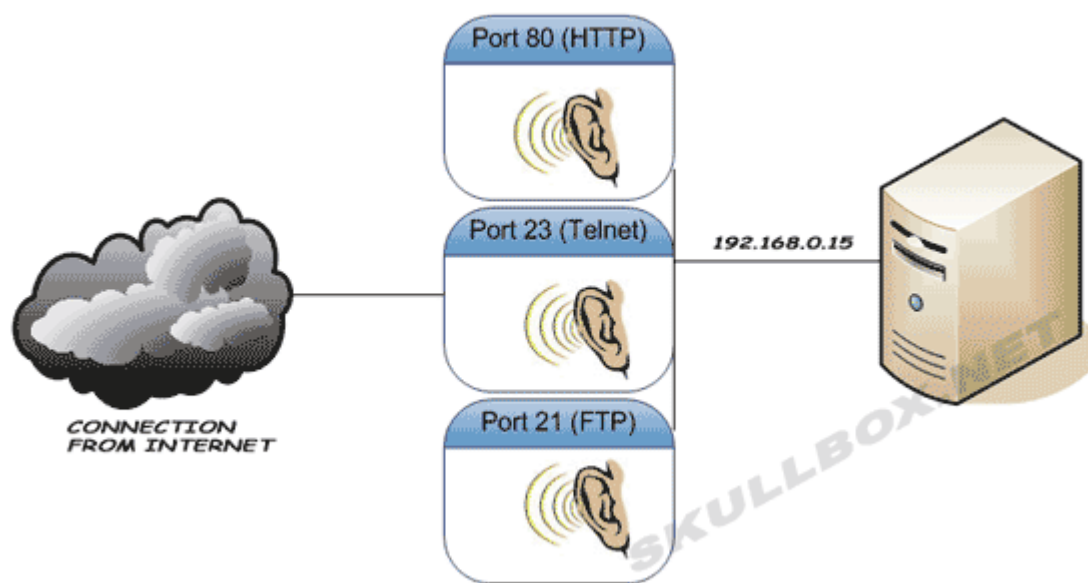 Port 80 (HTTP)
Port 23 (Telnet)
192.168.0.15
CONNECTION
FROM INTERNET
Port 21 (FTP)
SKULLBOX.NET